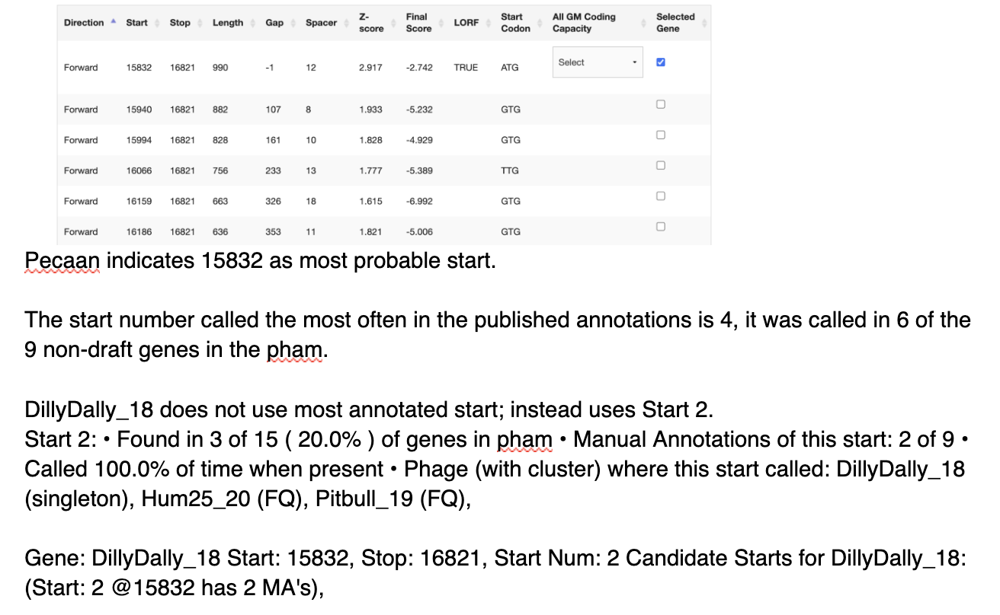 Direction Start Stop Length Gap Spacer Z-score Final Score LORF Start Codon All GM Coding Capacity Selected Gene
Forward 15832 16821 990 -1 12 2.917 -2.742 TRUE ATG Select
Forward 15940 16821 882 107 8 1.933 -5.232 GTG
Forward 15994 16821 828 161 10 1.828 -4.929 GTG
Forward 16066 16821 756 233 13 1.777 -5.389 TTG
Forward 16159 16821 663 326 18 1.615 -6.992 GTG
Forward 16186 16821 636 353 11 1.821 -5.006 GTG
Pecaan indicates 15832 as most probable start.
The start number called the most often in the published annotations is 4, it was called in 6 of the
9 non-draft genes in the pham.
DillyDally_18 does not use most annotated start; instead uses Start 2.
Start 2: • Found in 3 of 15 ( 20.0% ) of genes in pham • Manual Annotations of this start: 2 of 9 •
Called 100.0% of time when present • Phage (with cluster) where this start called: DillyDally_18
(singleton), Hum25_20 (FQ), Pitbull_19 (FQ),
Gene: DillyDally_18 Start: 15832, Stop: 16821, Start Num: 2 Candidate Starts for DillyDally_18:
(Start: 2 @15832 has 2 MA's),